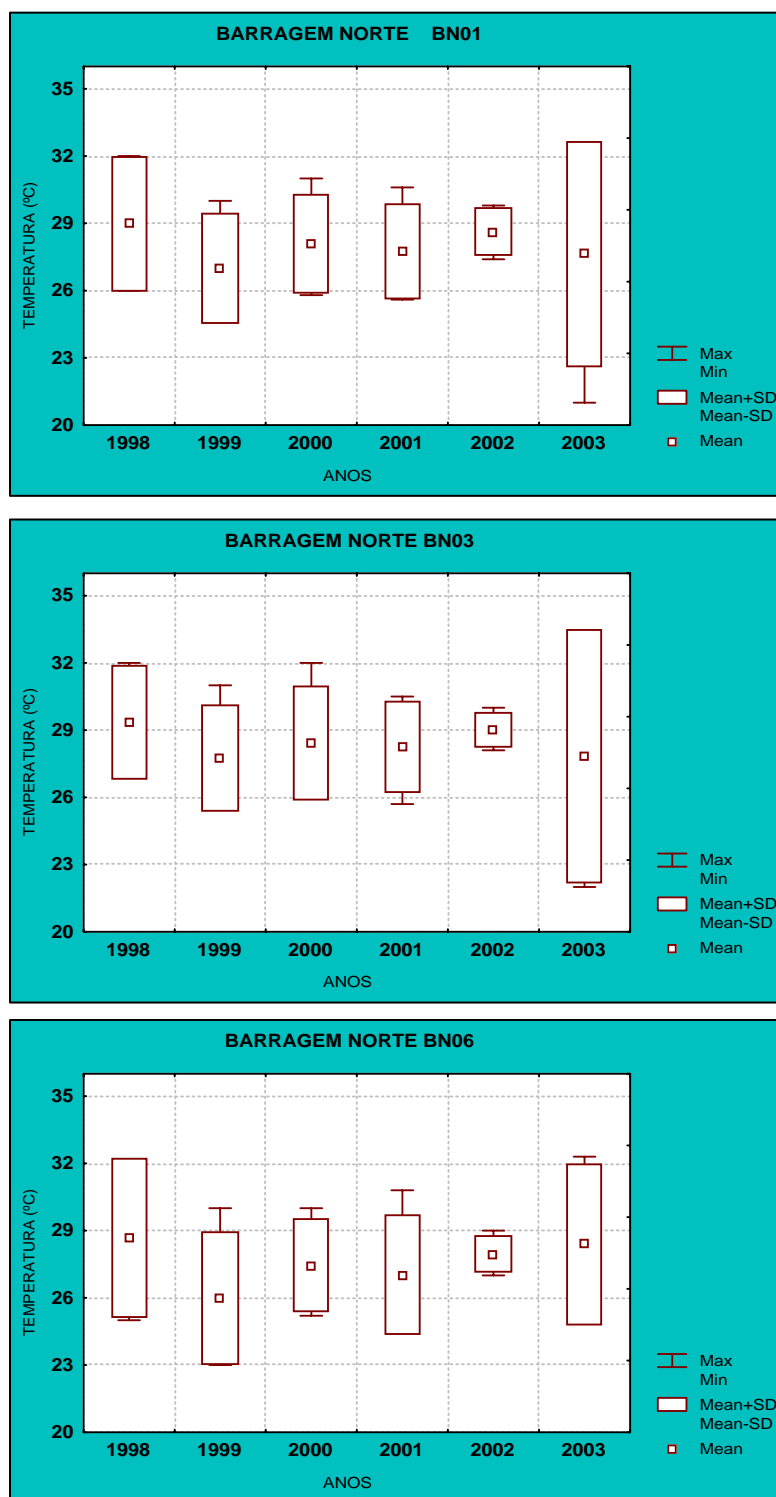 BARRAGEM NORTE BN01
TEMPERATURA (ºC)
35
32
29
26
23
20
1998 1999 2000 2001 2002 2003
ANOS
Max
Min
Mean+SD
Mean-SD
Mean
BARRAGEM NORTE BN03
TEMPERATURA (ºC)
35
32
29
26
23
20
1998 1999 2000 2001 2002 2003
ANOS
Max
Min
Mean+SD
Mean-SD
Mean
BARRAGEM NORTE BN06
TEMPERATURA (ºC)
35
32
29
26
23
20
1998 1999 2000 2001 2002 2003
ANOS
Max
Min
Mean+SD
Mean-SD
Mean